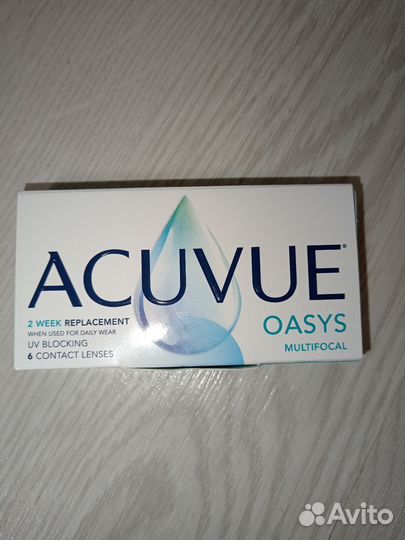 ACUVUE®
2 WEEK REPLACEMENT
WHEN USED FOR DAILY WEAR
UV BLOCKING
6 CONTACT LENSES
OASYS
MULTIFOCAL
Avito